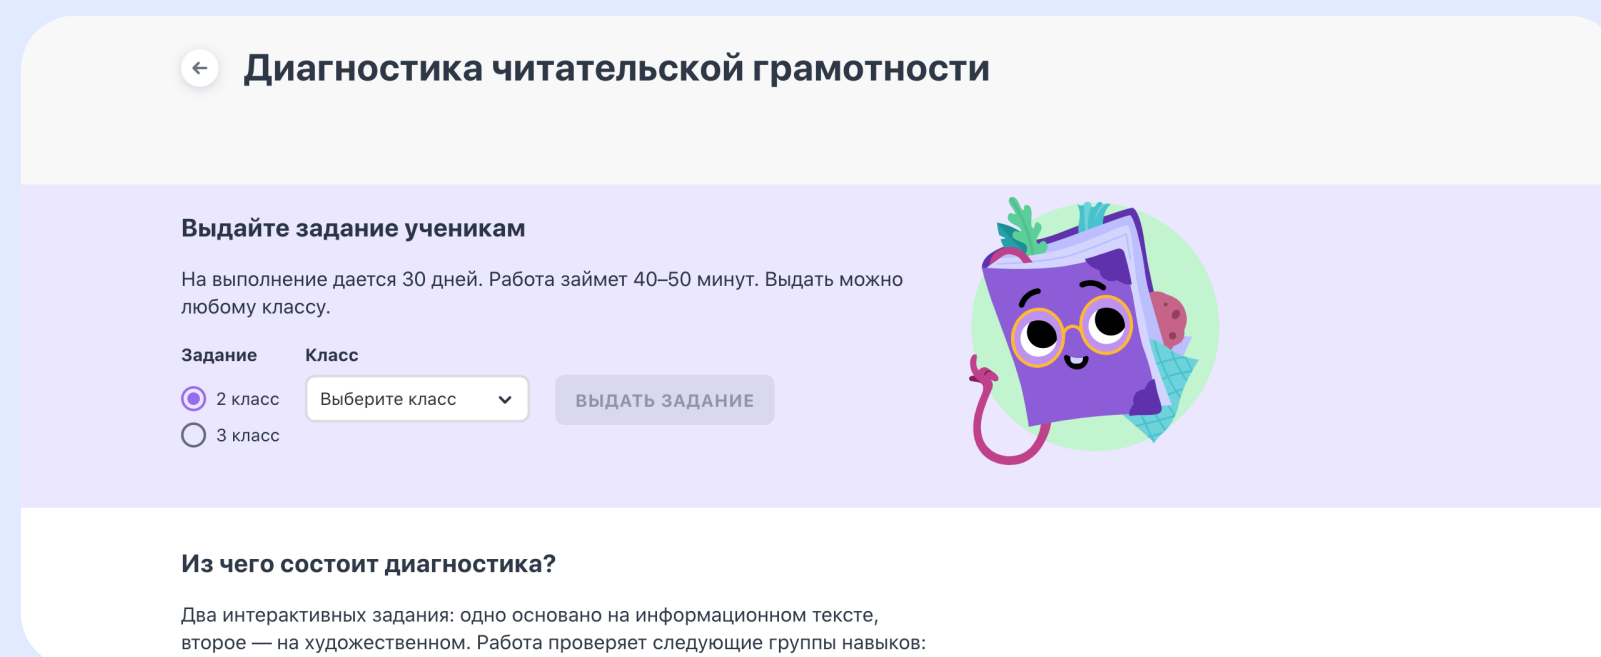 Диагностика читательской грамотности
Выдайте задание ученикам
На выполнение дается 30 дней. Работа займет 40–50 минут. Выдать можно
любому классу.
Задание
Класс
2 класс
Выберите класс
ВЫДАТЬ ЗАДАНИЕ
3 класс
Из чего состоит диагностика?
Два интерактивных задания: одно основано на информационном тексте,
второе — на художественном. Работа проверяет следующие группы навыков: